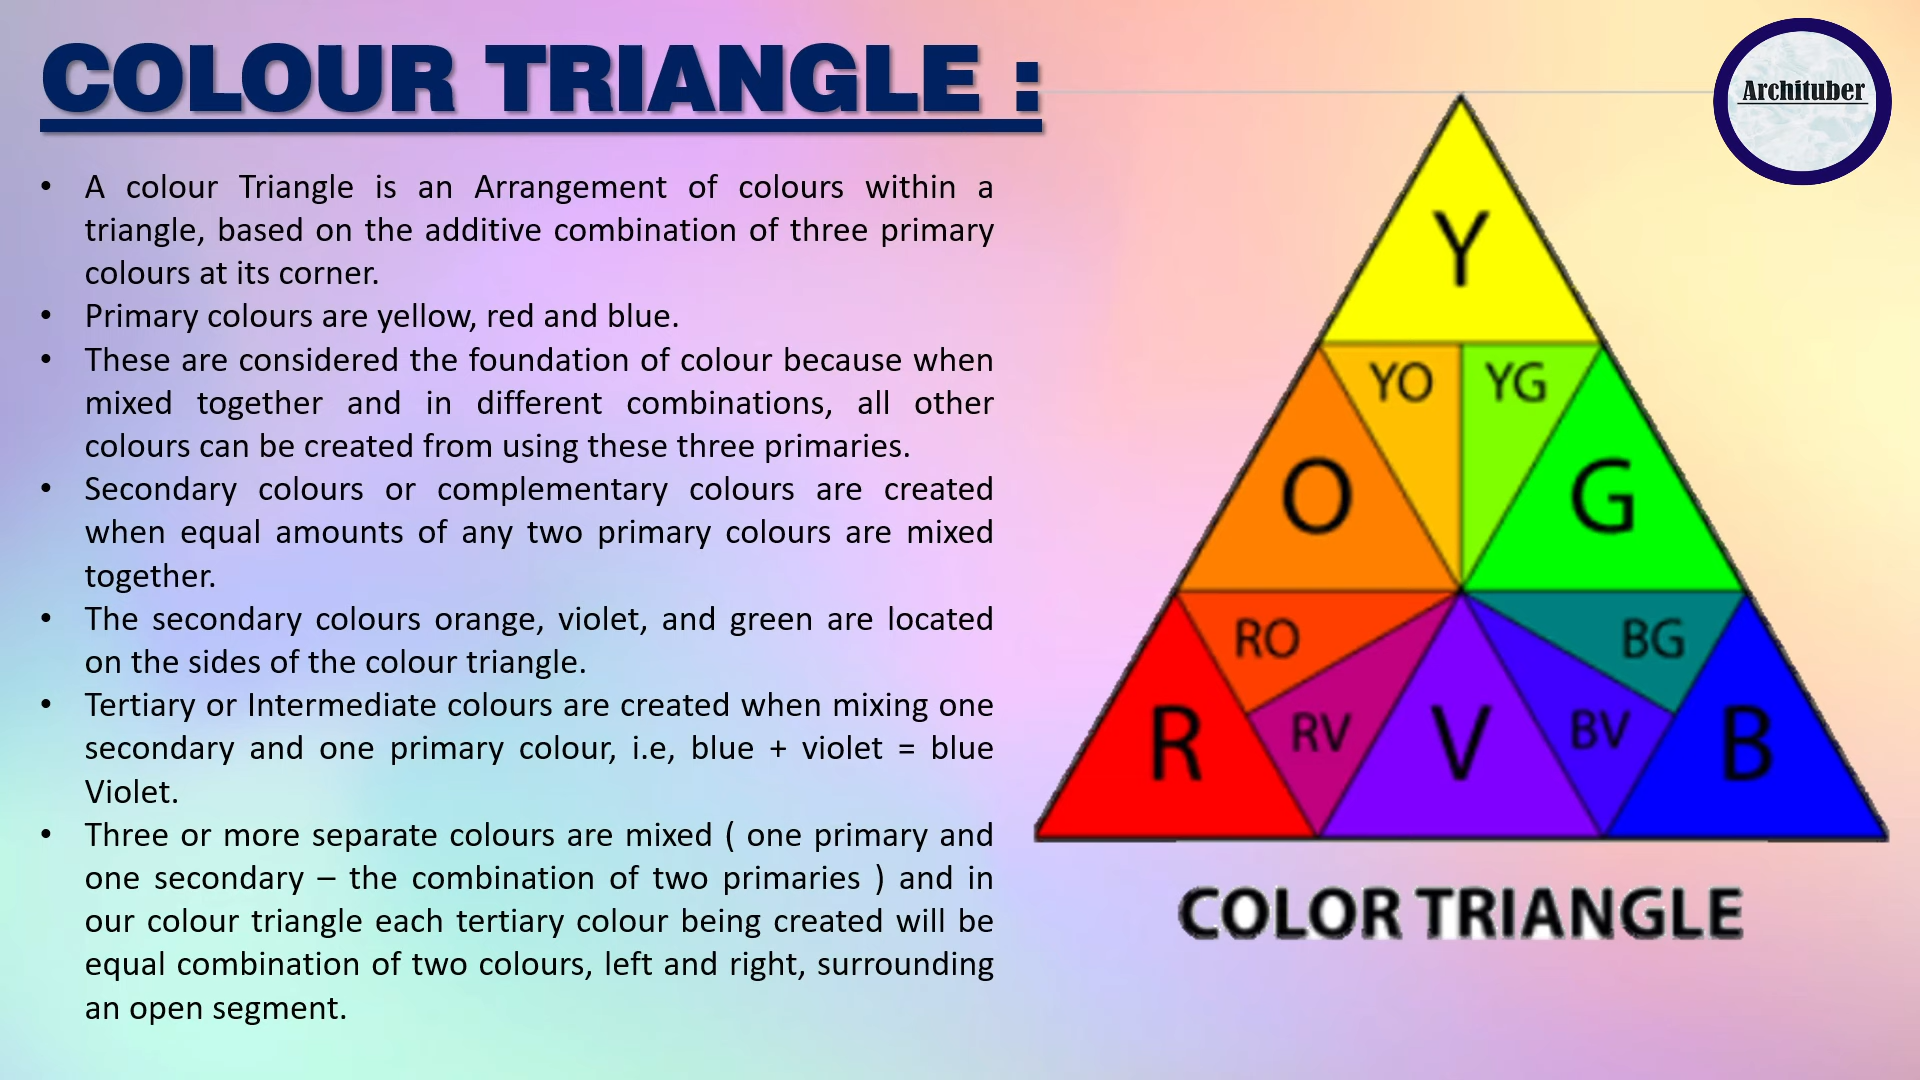 COLOUR TRIANGLE :
Archituber
• A colour Triangle is an Arrangement of colours within a
triangle, based on the additive combination of three primary
colours at its corner.
• Primary colours are yellow, red and blue.
• These are considered the foundation of colour because when
mixed together and in different combinations, all other
colours can be created from using these three primaries.
• Secondary colours or complementary colours are created
when equal amounts of any two primary colours are mixed
together.
• The secondary colours orange, violet, and green are located
on the sides of the colour triangle.
• Tertiary or Intermediate colours are created when mixing one
secondary and one primary colour, i.e, blue + violet = blue
Violet.
• Three or more separate colours are mixed ( one primary and
one secondary – the combination of two primaries ) and in
our colour triangle each tertiary colour being created will be
equal combination of two colours, left and right, surrounding
an open segment.
Y
YO YG
O G
RO BG
R RV V BV B
COLOR TRIANGLE